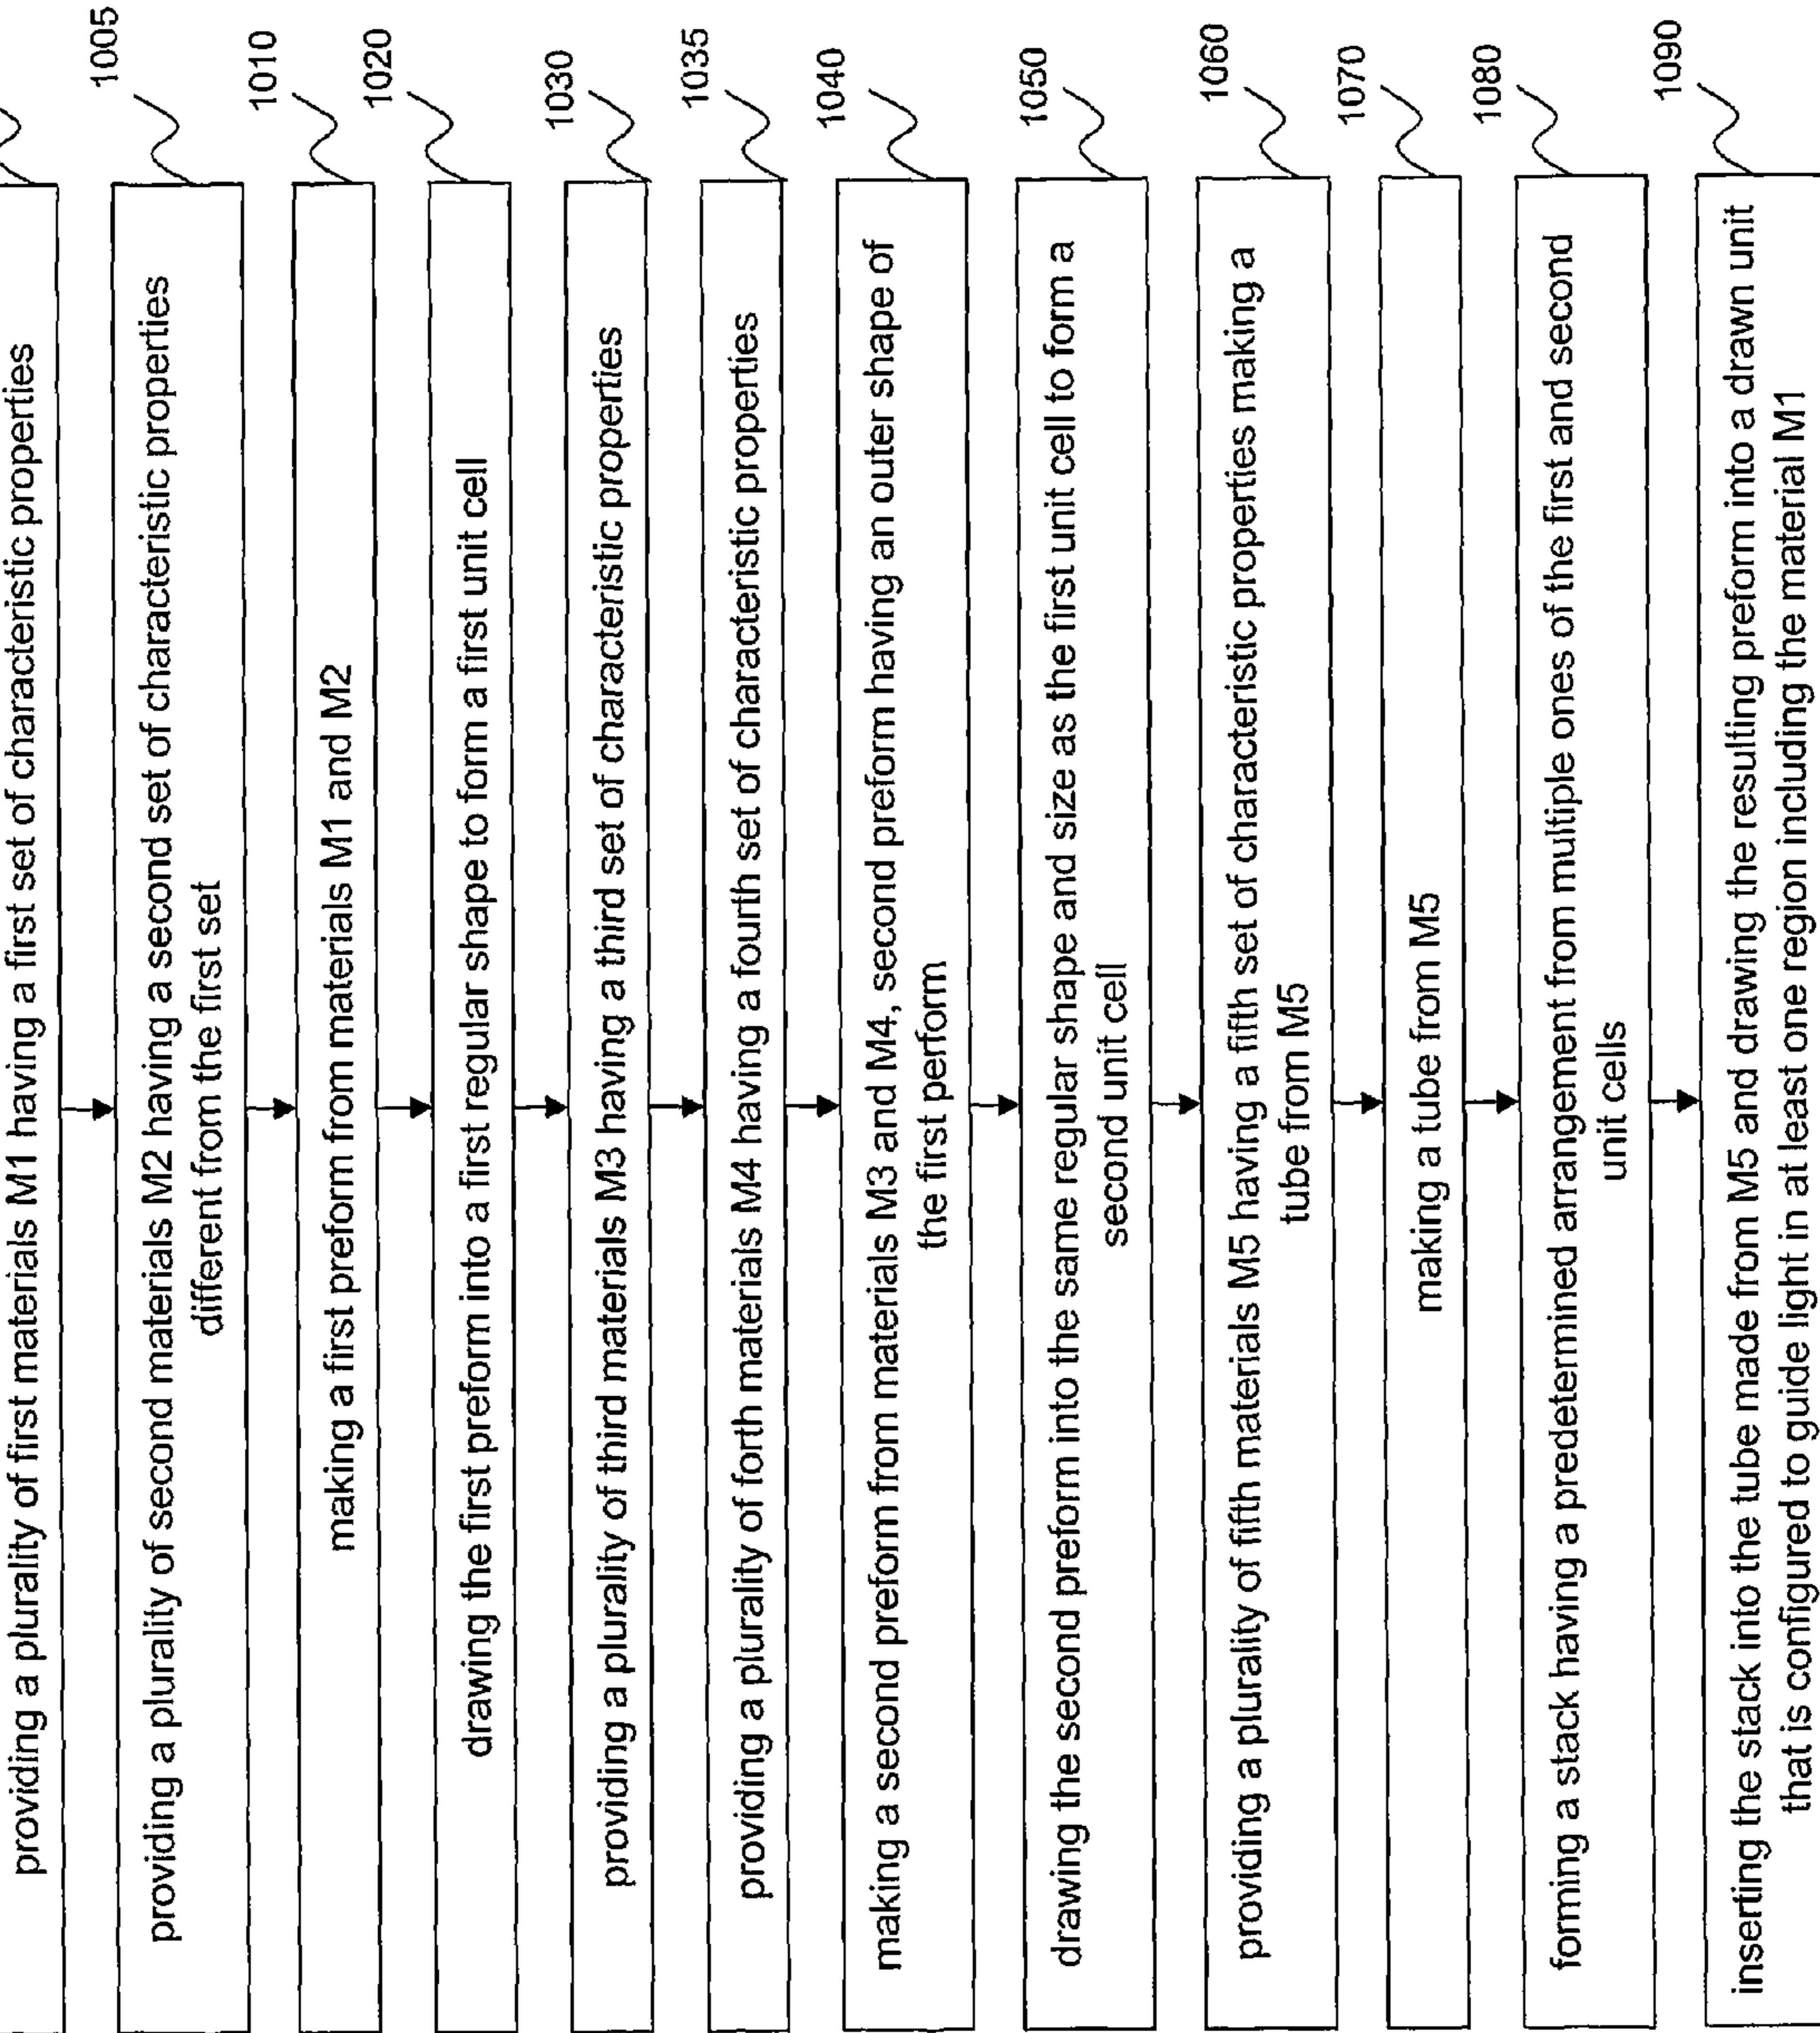 providing a plurality of first materials M1 having a first set of characteristic properties
1005
providing a plurality of second materials M2 having a second set of characteristic properties
different from the first set
1010
making a first preform from materials M1 and M2
1020
drawing the first preform into a first regular shape to form a first unit cell
1030
providing a plurality of third materials M3 having a third set of characteristic properties
1035
providing a plurality of forth materials M4 having a fourth set of characteristic properties
1040
making a second preform from materials M3 and M4, second preform having an outer shape of
the first perform
1050
drawing the second preform into the same regular shape and size as the first unit cell to form a
second unit cell
1060
providing a plurality of fifth materials M5 having a fifth set of characteristic properties making a
tube from M5
1070
making a tube from M5
1080
forming a stack having a predetermined arrangement from multiple ones of the first and second
unit cells
1090
inserting the stack into the tube made from M5 and drawing the resulting preform into a drawn unit
that is configured to guide light in at least one region including the material M1